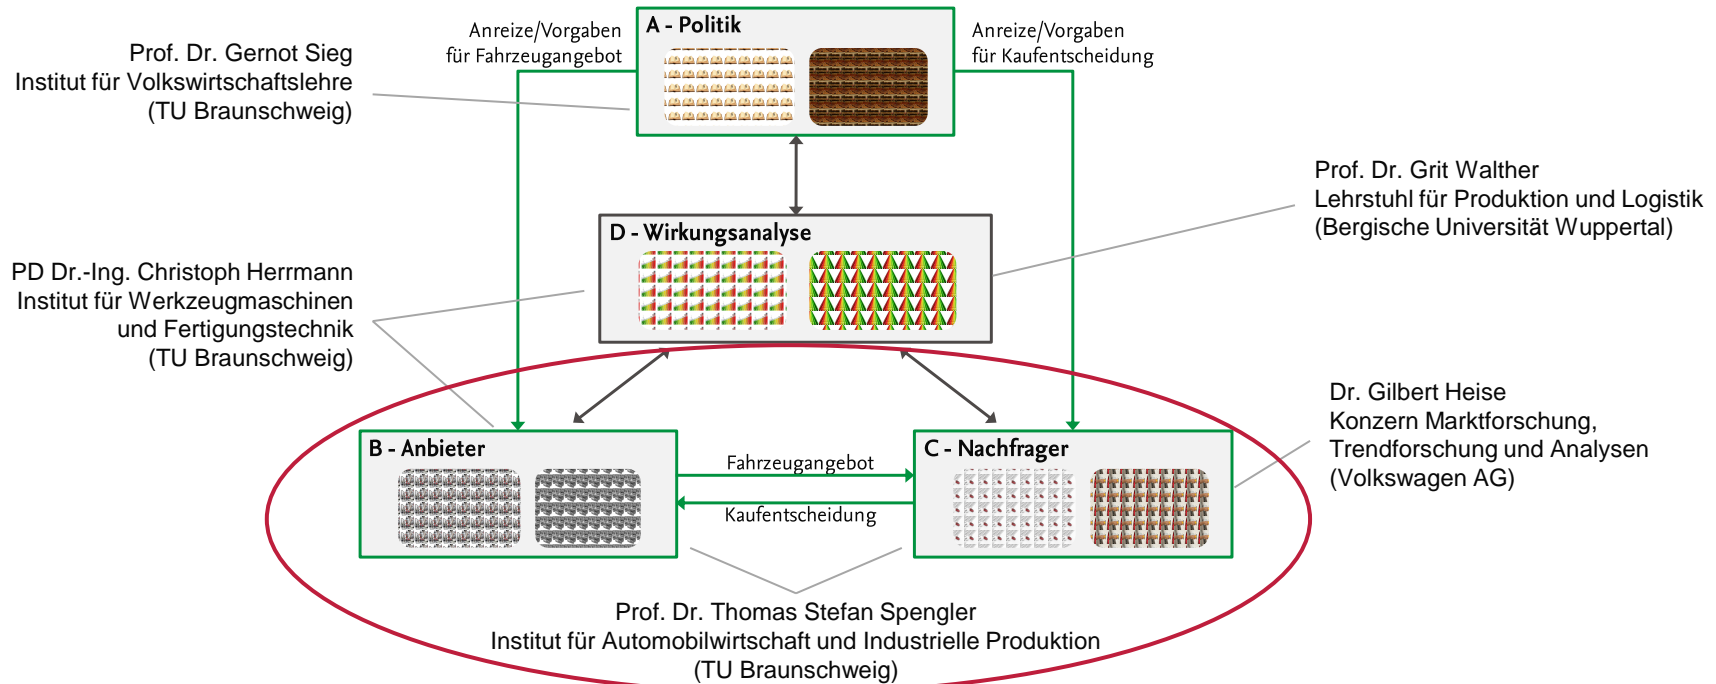 Prof. Dr. Gernot Sieg
Institut für Volkswirtschaftslehre
(TU Braunschweig)
Anreize/Vorgaben
für Fahrzeugangebot
A - Politik
Anreize/Vorgaben
für Kaufentscheidung
Prof. Dr. Grit Walther
Lehrstuhl für Produktion und Logistik
(Bergische Universität Wuppertal)
D - Wirkungsanalyse
PD Dr.-Ing. Christoph Herrmann
Institut für Werkzeugmaschinen
und Fertigungstechnik
(TU Braunschweig)
Dr. Gilbert Heise
Konzern Marktforschung,
Trendforschung und Analysen
(Volkswagen AG)
B - Anbieter
Fahrzeugangebot
Kaufentscheidung
C - Nachfrager
Prof. Dr. Thomas Stefan Spengler
Institut für Automobilwirtschaft und Industrielle Produktion
(TU Braunschweig)